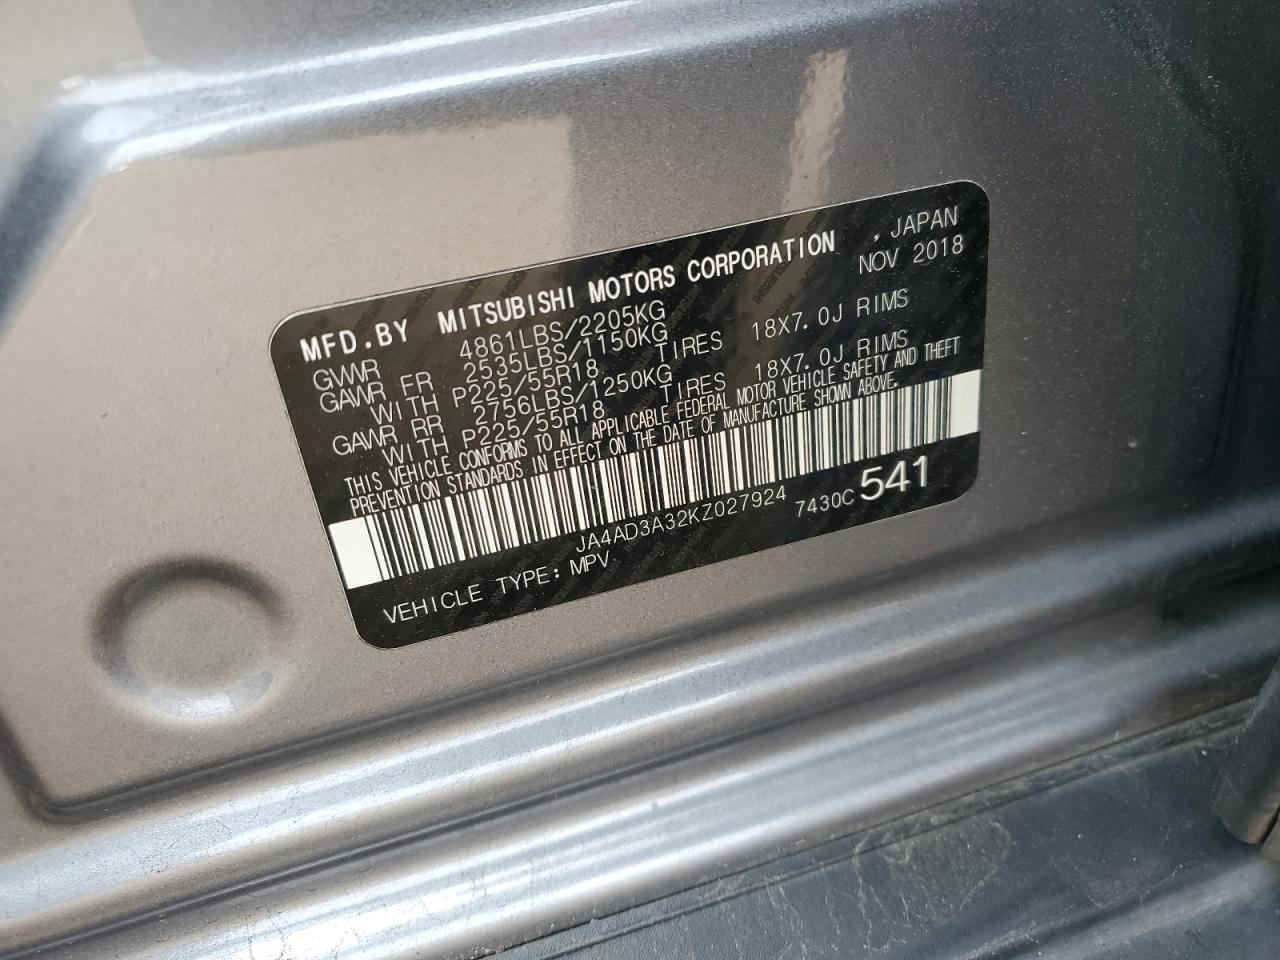 MFD.BY MITSUBISHI MOTORS CORPORATION , JAPAN
NOV 2018
GVWR 4861LBS/2205KG
GAWR FR 2535LBS/1150KG
WITH P225/55R18 TIRES 18X7.0J RIMS
GAWR RR 2756LBS/1250KG
WITH P225/55R18 TIRES 18X7.0J RIMS
THIS VEHICLE CONFORMS TO ALL APPLICABLE FEDERAL MOTOR VEHICLE SAFETY AND THEFT
PREVENTION STANDARDS IN EFFECT ON THE DATE OF MANUFACTURE SHOWN ABOVE.
JA4AD3A32KZ027924 7430C 541
VEHICLE TYPE: MPV